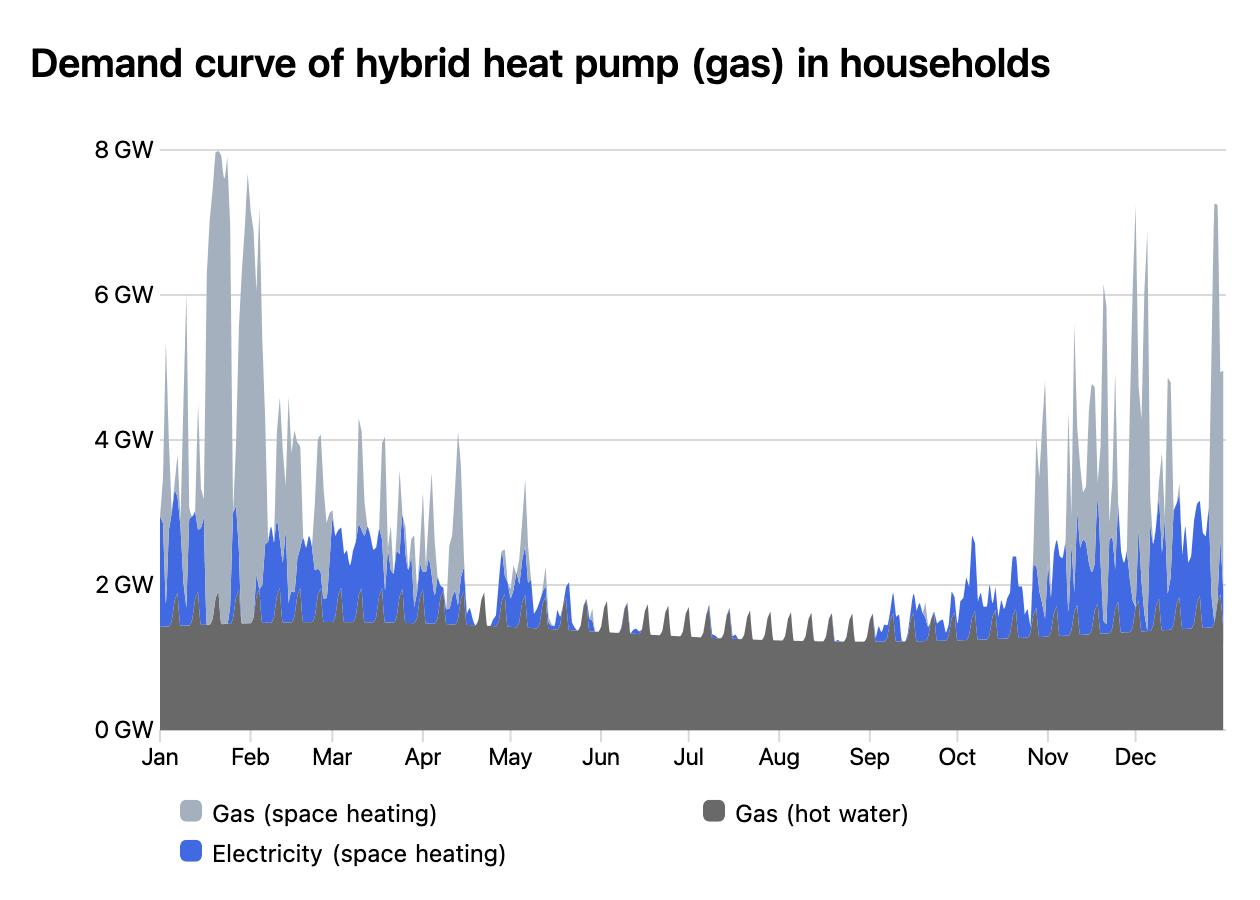 Demand curve of hybrid heat pump (gas) in households
8 GW
6 GW
4 GW
2 GW
0 GW
Jan Feb Mar Apr May Jun Jul Aug Sep Oct Nov Dec
Gas (space heating) Gas (hot water)
Electricity (space heating)